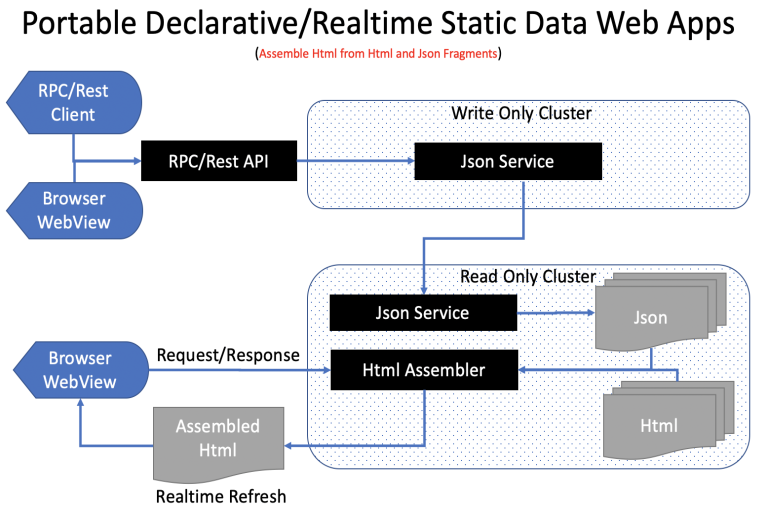 Portable Declarative/Realtime Static Data Web Apps
(Assemble Html from Html and Json Fragments)
RPC/Rest
Client
Write Only Cluster
RPC/Rest API
Json Service
Browser
WebView
Read Only Cluster
Json Service
Json
Browser
WebView
Request/Response
Html Assembler
Assembled
Html
Html
Realtime Refresh